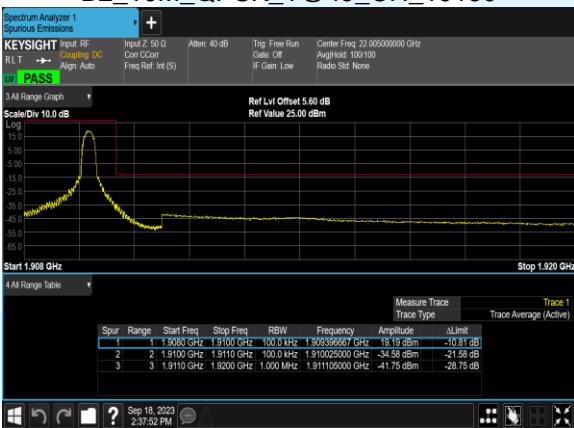 Spectrum Analyzer 1
Spurious Emissions
+
KEYSIGHT Input: RF Input Z: 50 Ω Atten: 40 dB Trig: Free Run Center Freq: 22.005000000 GHz
RLT Coupling: DC Corr CCorr Gate: Off Avg|Hold: 100/100
Align: Auto Freq Ref: Int (S) IF Gain: Low Radio Std: None
PASS
3 All Range Graph
Ref Lvl Offset 5.60 dB
Scale/Div 10.0 dB Ref Value 25.00 dBm
Log
15.0
5.00
-5.00
-15.0
-25.0
-35.0
-45.0
-55.0
-65.0
Start 1.908 GHz Stop 1.920 GHz
4 All Range Table
Measure Trace Trace 1
Trace Type Trace Average (Active)
Spur Range Start Freq Stop Freq RBW Frequency Amplitude ΔLimit
1 1 1.9080 GHz 1.9100 GHz 100.0 kHz 1.909396667 GHz 19.19 dBm -10.81 dB
2 2 1.9100 GHz 1.9110 GHz 100.0 kHz 1.910025000 GHz -34.58 dBm -21.58 dB
3 3 1.9110 GHz 1.9200 GHz 1.000 MHz 1.911105000 GHz -41.75 dBm -28.75 dB
? Sep 18, 2023
2:37:52 PM